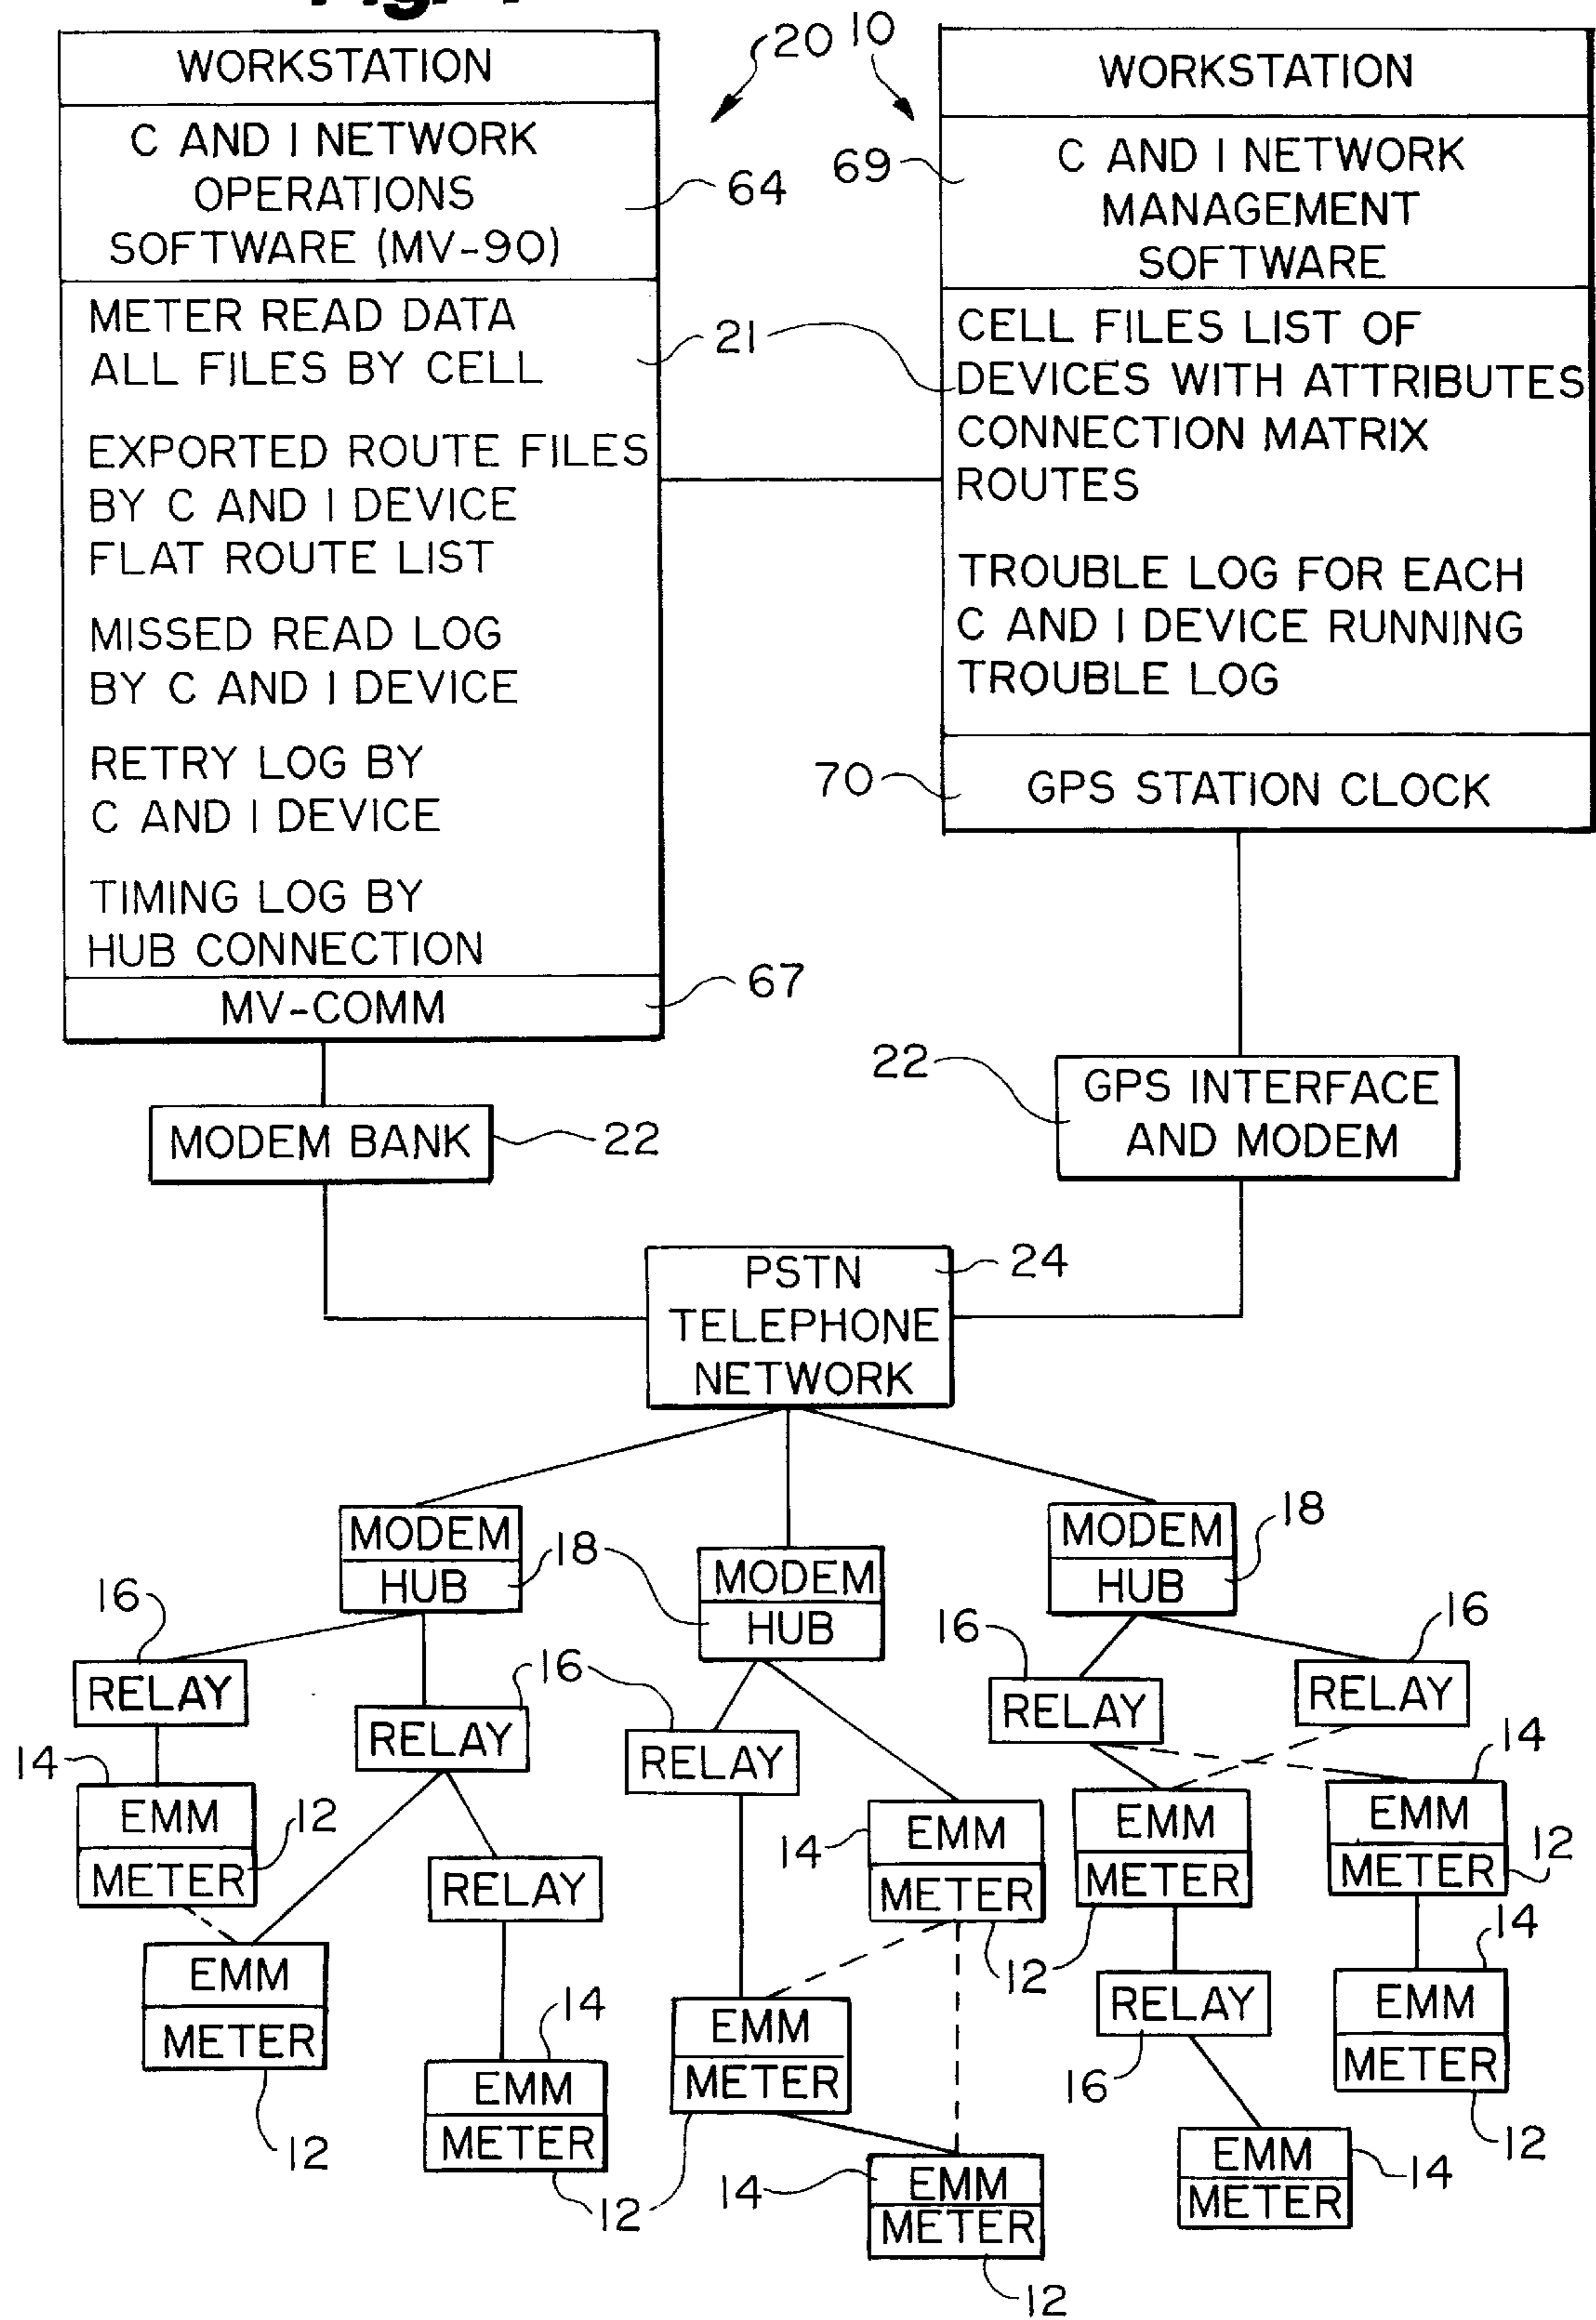 20
10
WORKSTATION
C AND I NETWORK
OPERATIONS
SOFTWARE (MV-90)
64
METER READ DATA
ALL FILES BY CELL
21
EXPORTED ROUTE FILES
BY C AND I DEVICE
FLAT ROUTE LIST
MISSED READ LOG
BY C AND I DEVICE
RETRY LOG BY
C AND I DEVICE
TIMING LOG BY
HUB CONNECTION
67
MV-COMM
WORKSTATION
69
C AND I NETWORK
MANAGEMENT
SOFTWARE
CELL FILES LIST OF
DEVICES WITH ATTRIBUTES
CONNECTION MATRIX
ROUTES
TROUBLE LOG FOR EACH
C AND I DEVICE RUNNING
TROUBLE LOG
70
GPS STATION CLOCK
MODEM BANK
22
22
GPS INTERFACE
AND MODEM
24
PSTN
TELEPHONE
NETWORK
MODEM
HUB
18
MODEM
HUB
MODEM
HUB
18
16
RELAY
16
RELAY
RELAY
16
RELAY
16
RELAY
14
EMM
METER
12
RELAY
14
EMM
METER
12
EMM
METER
14
EMM
METER
12
EMM
METER
12
14
EMM
METER
12
EMM
METER
RELAY
16
14
EMM
METER
12
14
EMM
METER
12
EMM
METER
14